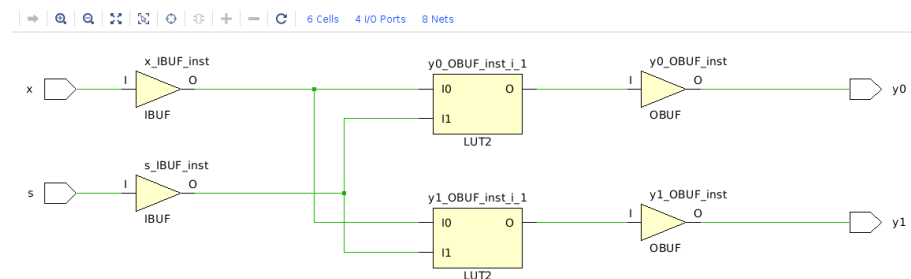 6 Cells 4 I/O Ports 8 Nets
x_IBUF_inst y0_OBUF_inst_i_1 y0_OBUF_inst
x I O I0 O I O y0
IBUF I1 OBUF
LUT2
s_IBUF_inst
s I O
IBUF
y1_OBUF_inst_i_1 y1_OBUF_inst
I0 O I O y1
I1 OBUF
LUT2